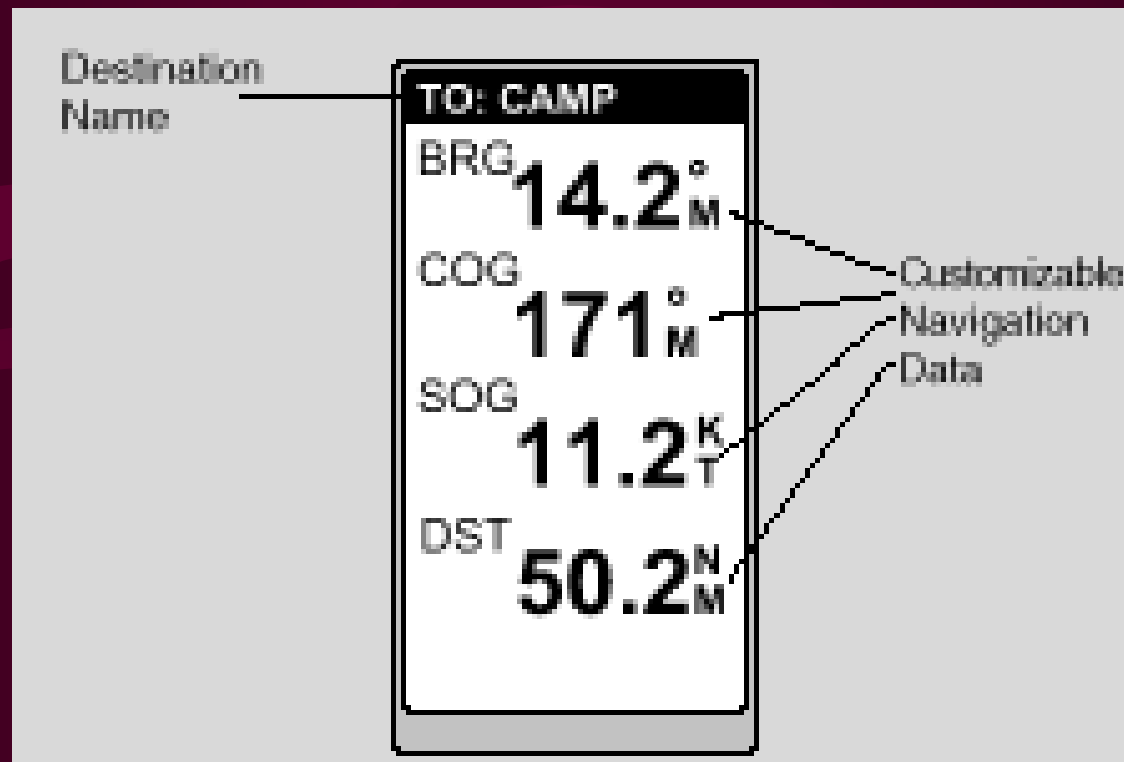 Destination
Name
TO: CAMP
BRG
14.2°M
COG
171°M
SOG
11.2KT
DST
50.2NM
Customizable
Navigation
Data